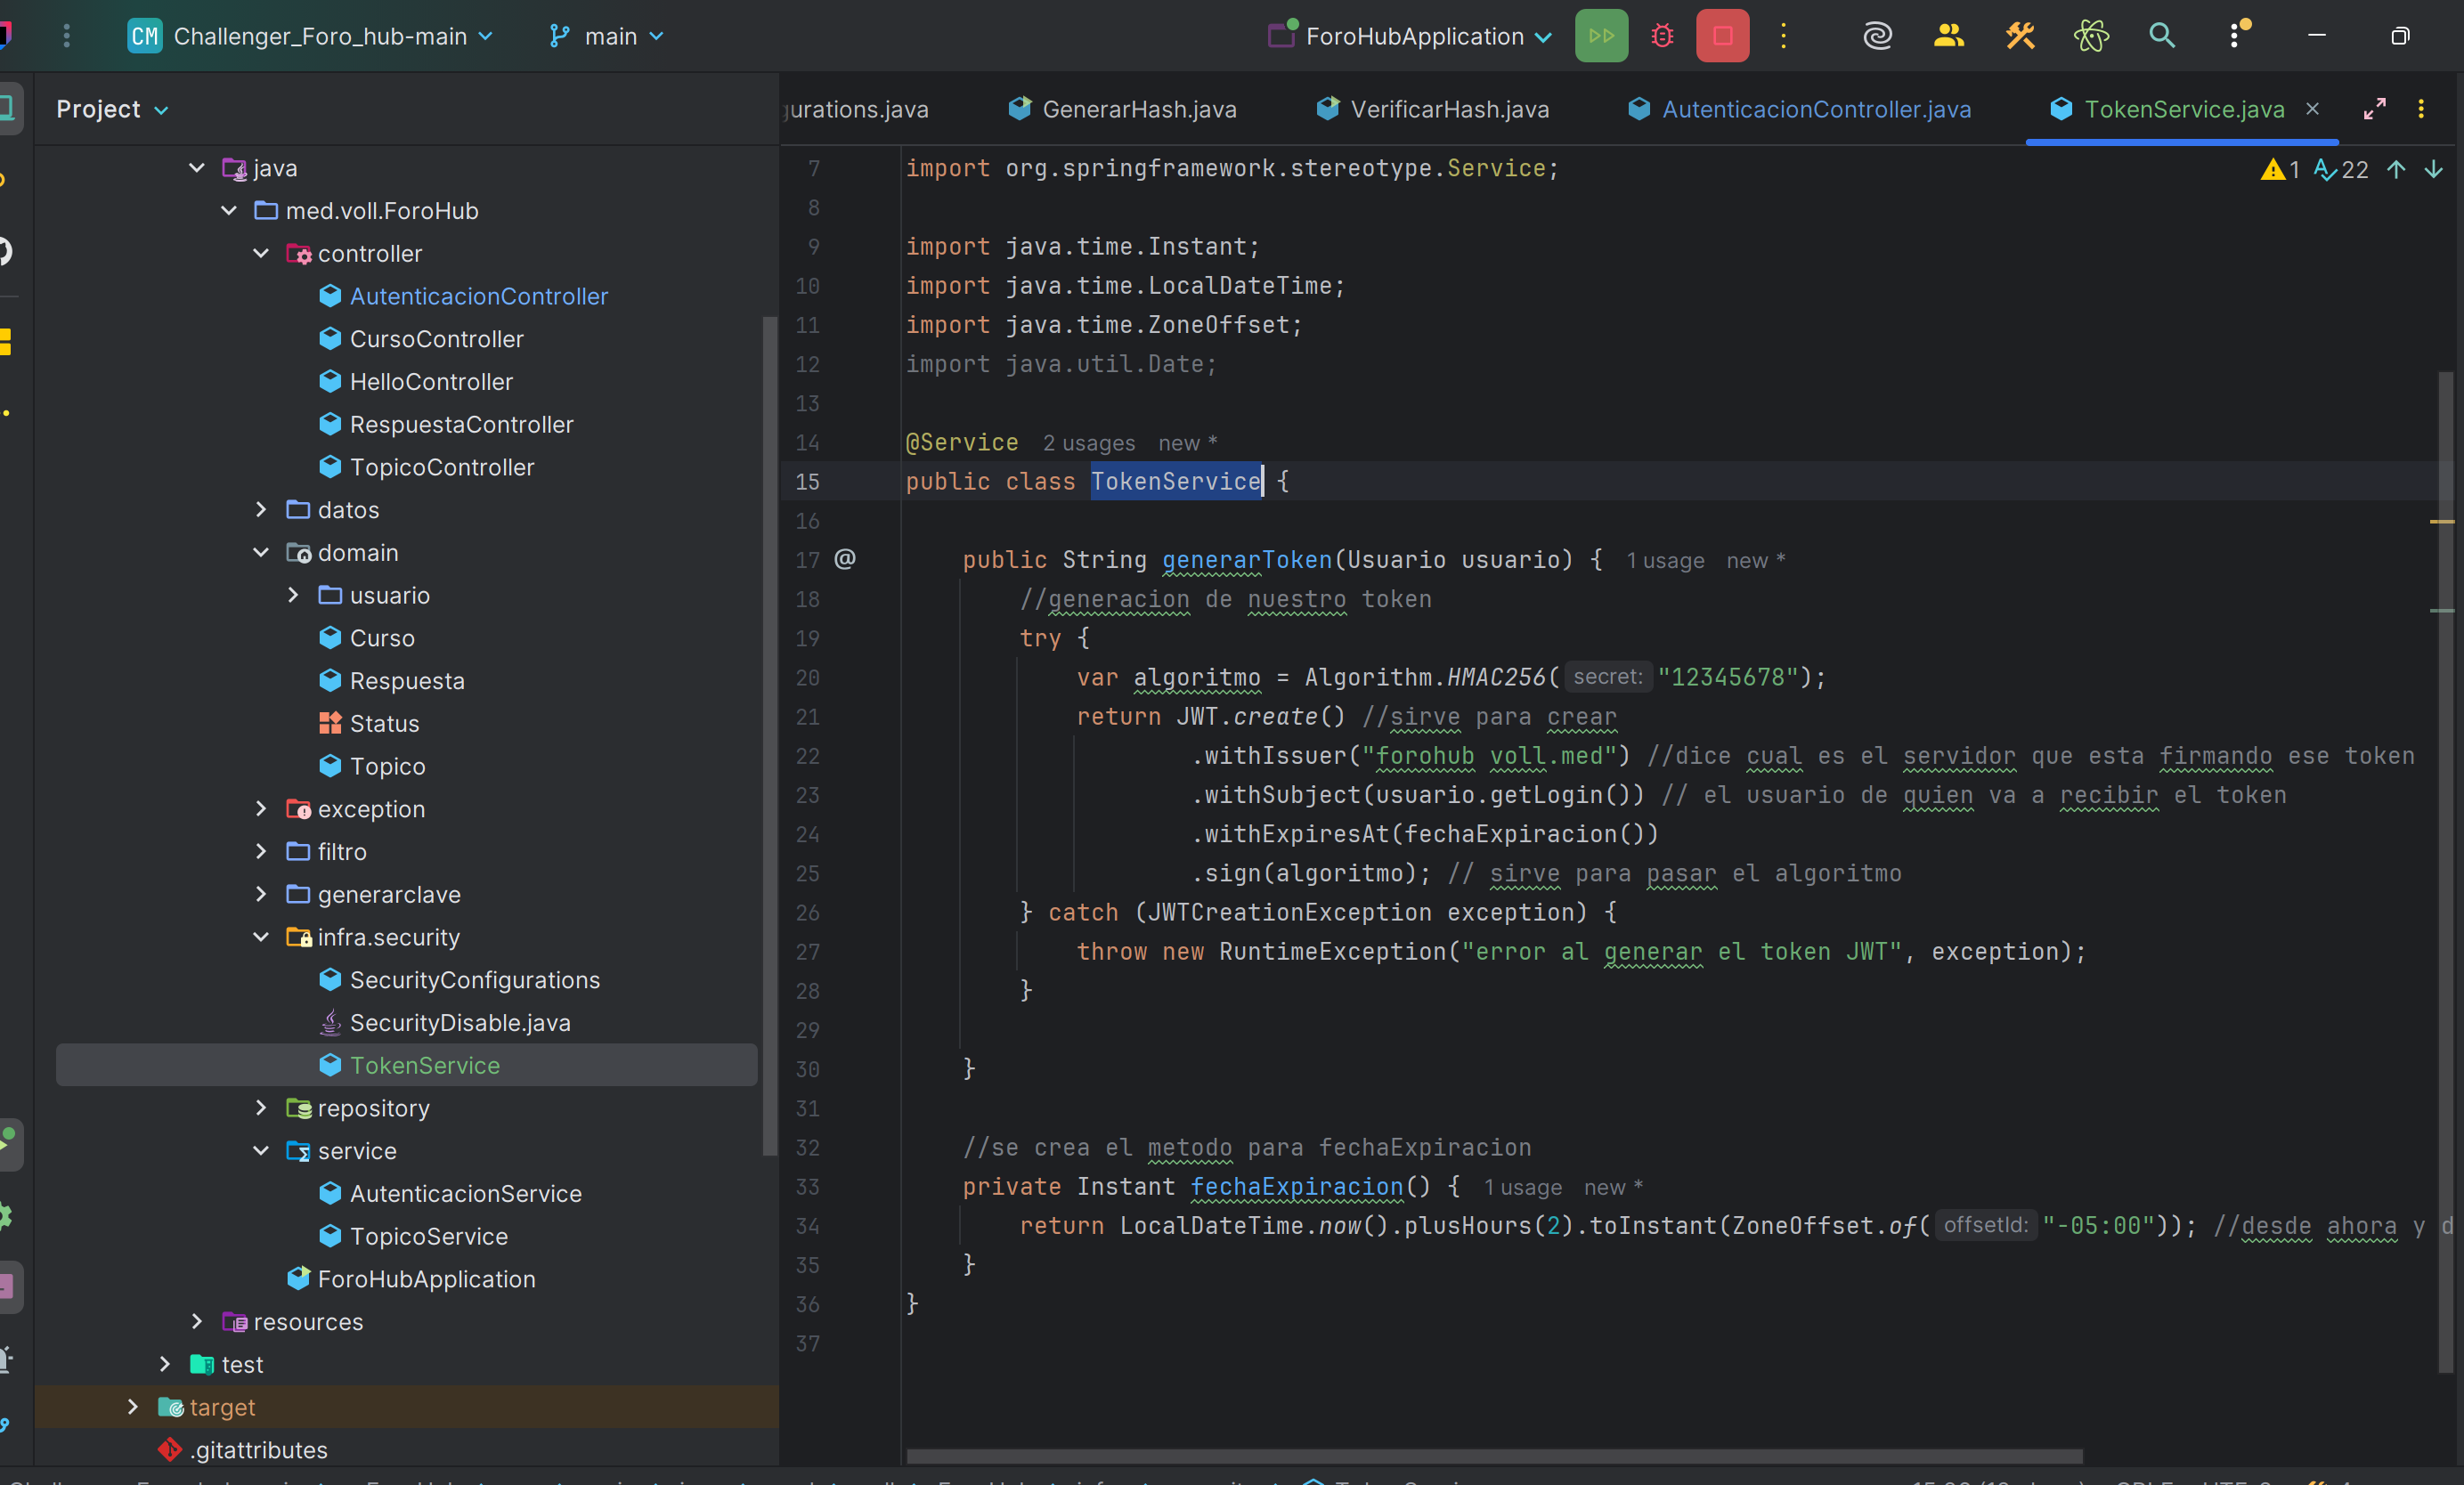 CM Challenger_Foro_hub-main main ForoHubApplication
Project
GenerarHash.java VerificarHash.java AutenticacionController.java TokenService.java
java
med.voll.ForoHub
controller
AutenticacionController
CursoController
HelloController
RespuestaController
TopicoController
datos
domain
usuario
Curso
Respuesta
Status
Topico
exception
filtro
generarclave
infra.security
SecurityConfigurations
SecurityDisable.java
TokenService
repository
service
AutenticacionService
TopicoService
ForoHubApplication
resources
test
target
.gitattributes
1 22
7 import org.springframework.stereotype.Service;
8
9 import java.time.Instant;
10 import java.time.LocalDateTime;
11 import java.time.ZoneOffset;
12 import java.util.Date;
13
14 @Service 2 usages new *
15 public class TokenService {
16
17 @ public String generarToken(Usuario usuario) { 1 usage new *
18 //generacion de nuestro token
19 try {
20 var algoritmo = Algorithm.HMAC256( secret: "12345678");
21 return JWT.create() //sirve para crear
22 .withIssuer("forohub voll.med") //dice cual es el servidor que esta firmando ese token
23 .withSubject(usuario.getLogin()) // el usuario de quien va a recibir el token
24 .withExpiresAt(fechaExpiracion())
25 .sign(algoritmo); // sirve para pasar el algoritmo
26 } catch (JWTCreationException exception) {
27 throw new RuntimeException("error al generar el token JWT", exception);
28 }
29
30 }
31
32 //se crea el metodo para fechaExpiracion
33 private Instant fechaExpiracion() { 1 usage new *
34 return LocalDateTime.now().plusHours(2).toInstant(ZoneOffset.of( offsetId: "-05:00")); //desde ahora y
35 }
36 }
37